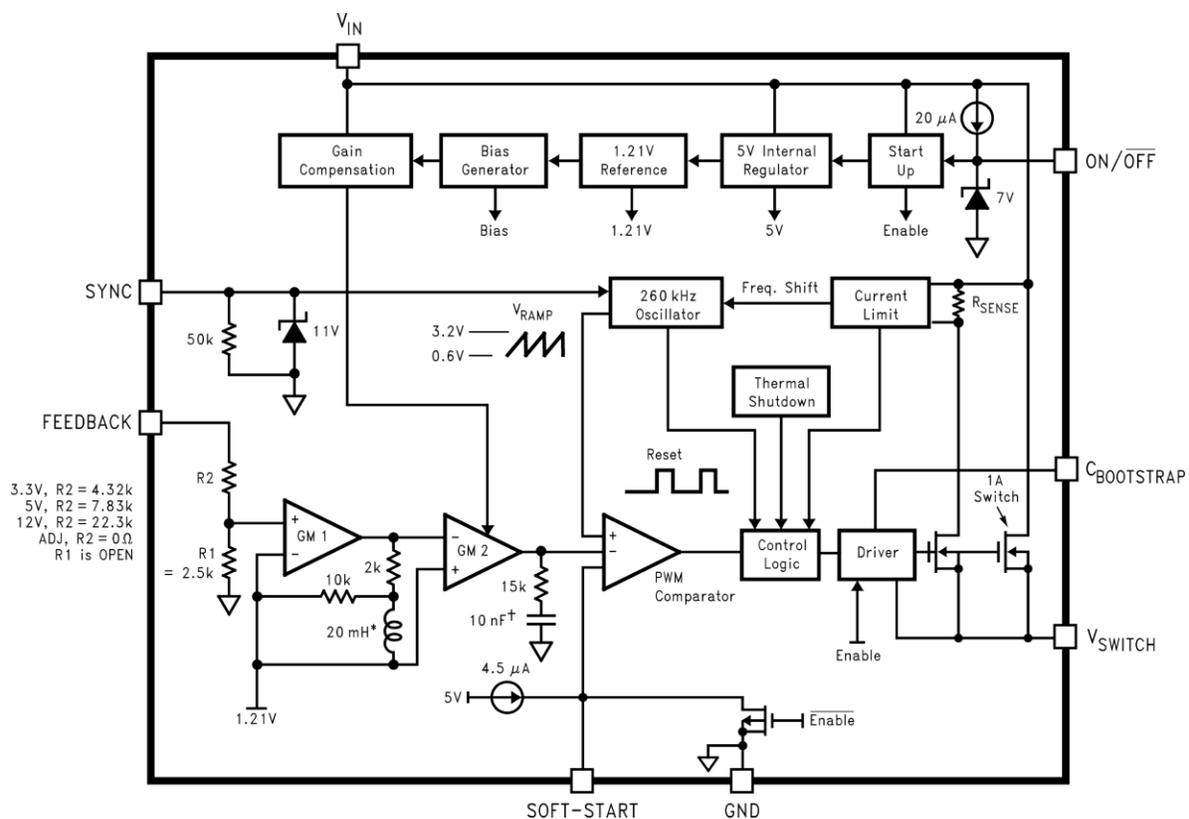 V_IN
20 μA
Gain
Compensation
Bias
Generator
1.21V
Reference
5V Internal
Regulator
Start
Up
ON/O̅F̅F̅
7V
Bias
1.21V
5V
Enable
SYNC
50k
11V
V_RAMP
3.2V
0.6V
260 kHz
Oscillator
Freq. Shift
Current
Limit
R_SENSE
Thermal
Shutdown
FEEDBACK
R2
3.3V, R2 = 4.32k
5V, R2 = 7.83k
12V, R2 = 22.3k
ADJ, R2 = 0Ω
R1 is OPEN
R1
= 2.5k
+
GM 1
−
2k
10k
20 mH*
1.21V
−
GM 2
+
15k
10 nF†
Reset
+
−
PWM
Comparator
Control
Logic
Driver
Enable
1A
Switch
C_BOOTSTRAP
V_SWITCH
4.5 μA
5V
E̅n̅a̅b̅l̅e̅
SOFT-START
GND